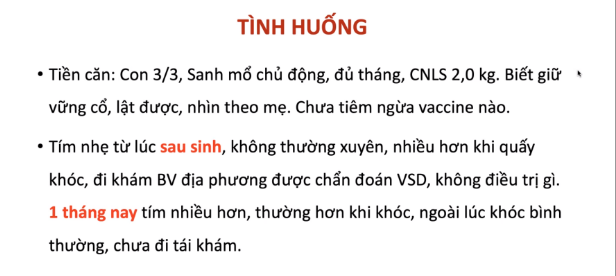 TÌNH HUỐNG
• Tiền căn: Con 3/3, Sanh mổ chủ động, đủ tháng, CNLS 2,0 kg. Biết giữ
vững cổ, lật được, nhìn theo mẹ. Chưa tiêm ngừa vaccine nào.
• Tím nhẹ từ lúc sau sinh, không thường xuyên, nhiều hơn khi quấy
khóc, đi khám BV địa phương được chẩn đoán VSD, không điều trị gì.
1 tháng nay tím nhiều hơn, thường hơn khi khóc, ngoài lúc khóc bình
thường, chưa đi tái khám.